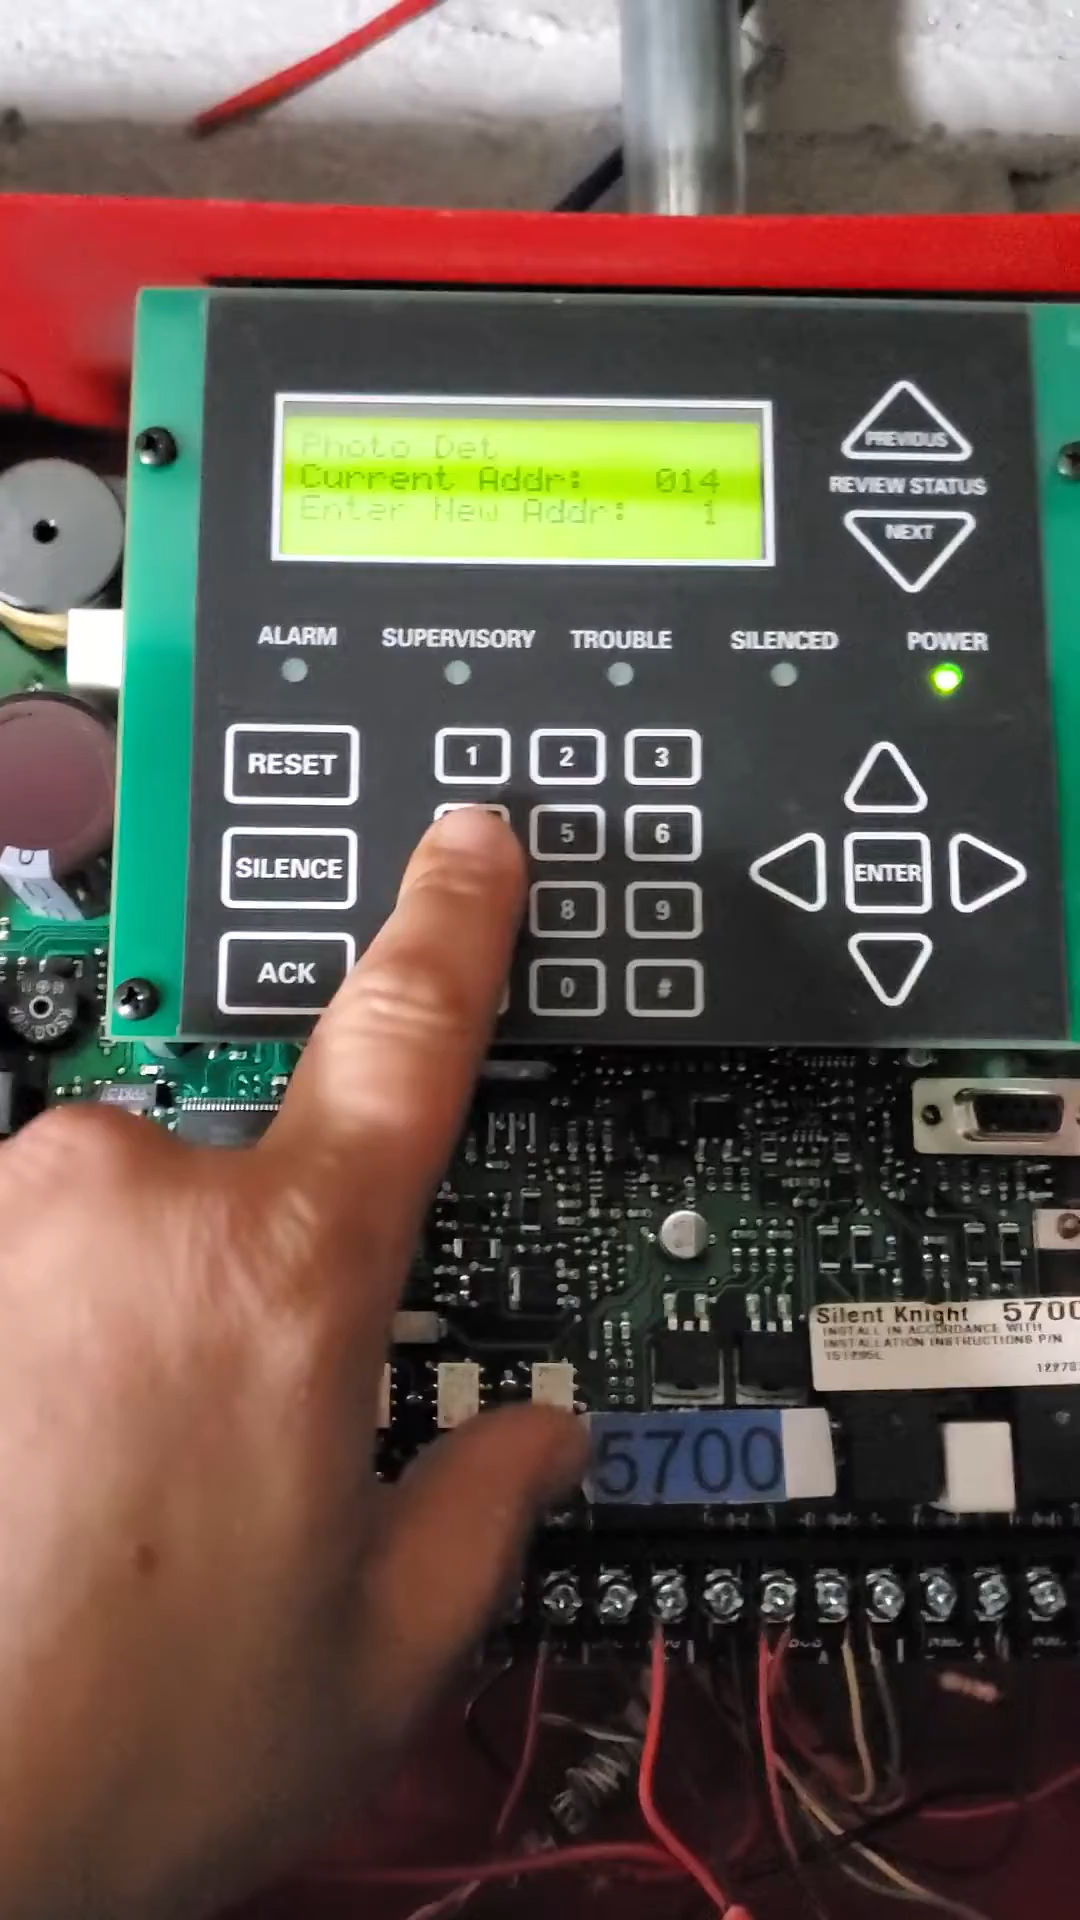 Photo Det
Current Addr: 014
Enter New Addr: 1
PREVIOUS
REVIEW STATUS
NEXT
ALARM SUPERVISORY TROUBLE SILENCED POWER
RESET
1 2 3
SILENCE
5 6
ENTER
8 9
ACK
0 #
Silent Knight 5700
INSTALL IN ACCORDANCE WITH
INSTALLATION INSTRUCTIONS P/N
5700